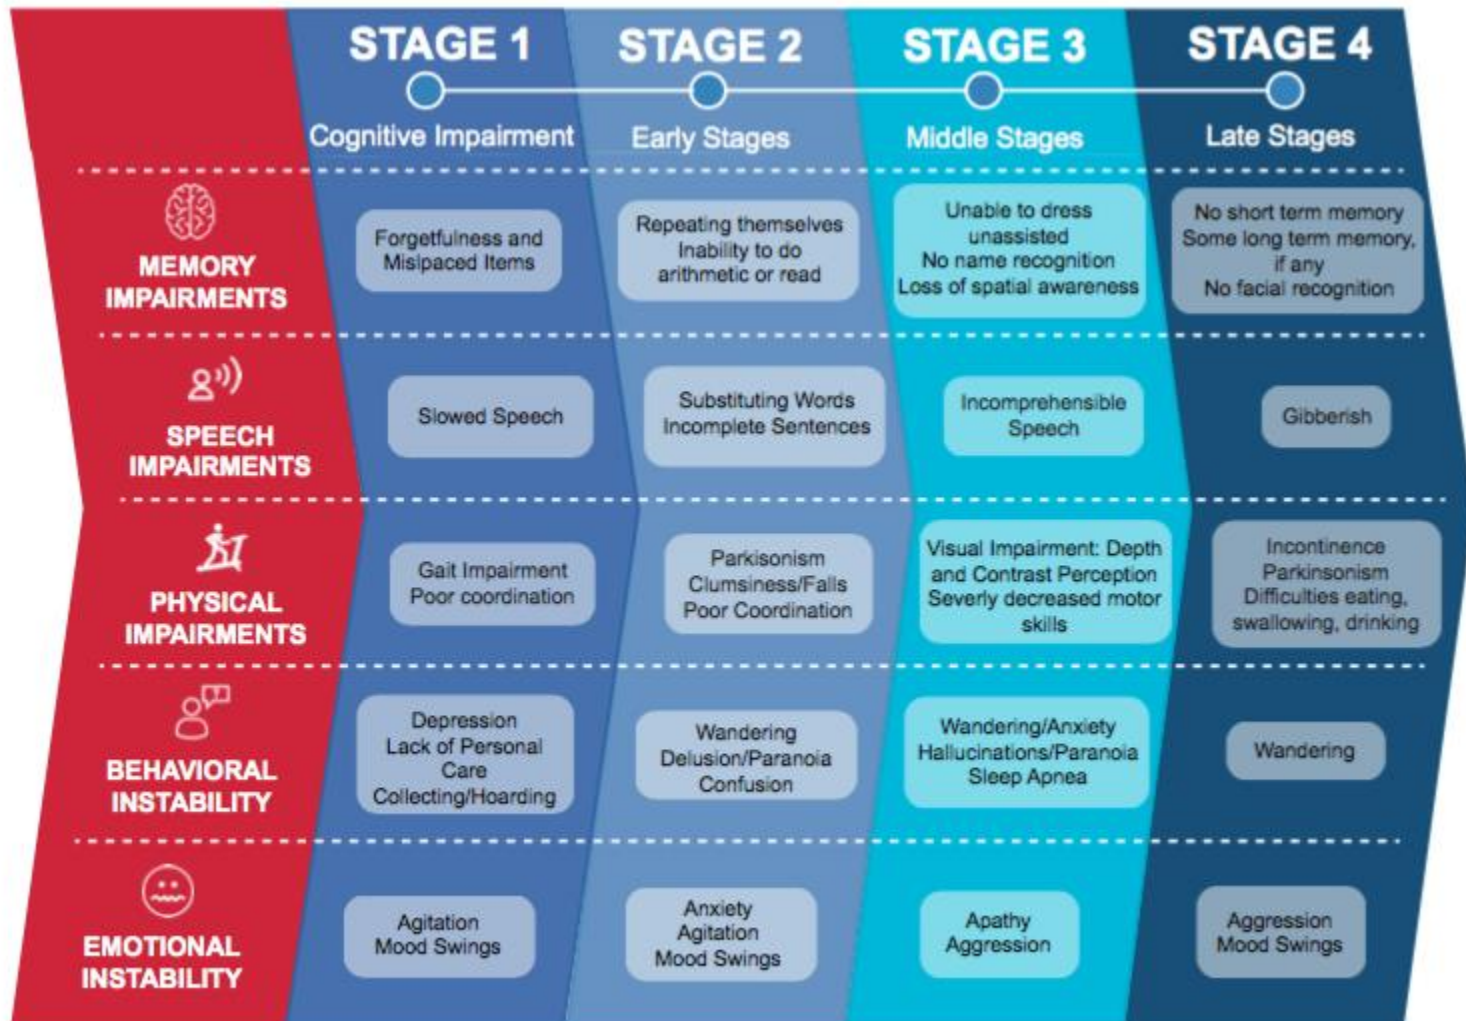 STAGE 1
STAGE 2
STAGE 3
STAGE 4
Cognitive Impairment
Early Stages
Middle Stages
Late Stages
MEMORY
IMPAIRMENTS
Forgetfulness and
Mislpaced Items
Repeating themselves
Inability to do
arithmetic or read
Unable to dress
unassisted
No name recognition
Loss of spatial awareness
No short term memory
Some long term memory,
if any
No facial recognition
SPEECH
IMPAIRMENTS
Slowed Speech
Substituting Words
Incomplete Sentences
Incomprehensible
Speech
Gibberish
PHYSICAL
IMPAIRMENTS
Gait Impairment
Poor coordination
Parkisonism
Clumsiness/Falls
Poor Coordination
Visual Impairment: Depth
and Contrast Perception
Severly decreased motor
skills
Incontinence
Parkinsonism
Difficulties eating,
swallowing, drinking
BEHAVIORAL
INSTABILITY
Depression
Lack of Personal
Care
Collecting/Hoarding
Wandering
Delusion/Paranoia
Confusion
Wandering/Anxiety
Hallucinations/Paranoia
Sleep Apnea
Wandering
EMOTIONAL
INSTABILITY
Agitation
Mood Swings
Anxiety
Agitation
Mood Swings
Apathy
Aggression
Aggression
Mood Swings